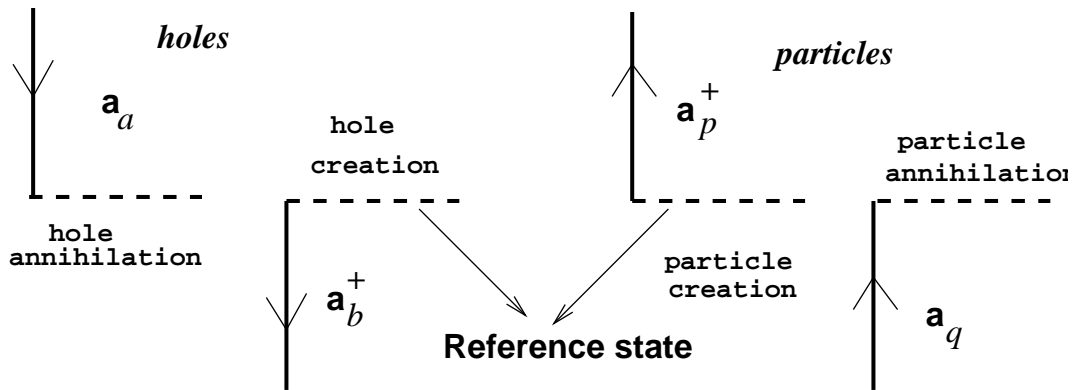 holes
a_a
hole
annihilation
hole
creation
a_b^+
particles
a_p^+
particle
creation
particle
annihilation
a_q
Reference state